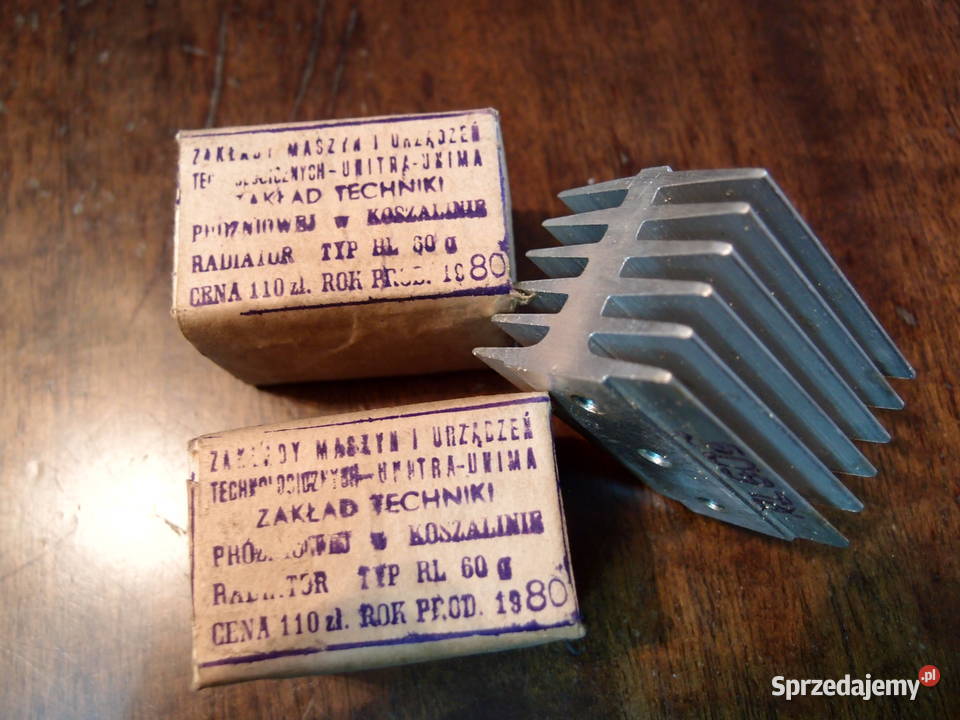 ZAKŁADY MASZYN I URZĄDZEŃ
TECHNOLOGICZNYCH-UNITRA-UNIMA
ZAKŁAD TECHNIKI
PRÓŻNIOWEJ w KOSZALINIE
RADIATOR TYP RL 60 g
CENA 110 zł. ROK PROD. 1980
ZAKŁADY MASZYN I URZĄDZEŃ
TECHNOLOGICZNYCH-UNITRA-UNIMA
ZAKŁAD TECHNIKI
PRÓŻNIOWEJ w KOSZALINIE
RADIATOR TYP RL 60 g
CENA 110 zł. ROK PROD. 1980
Sprzedajemy.pl